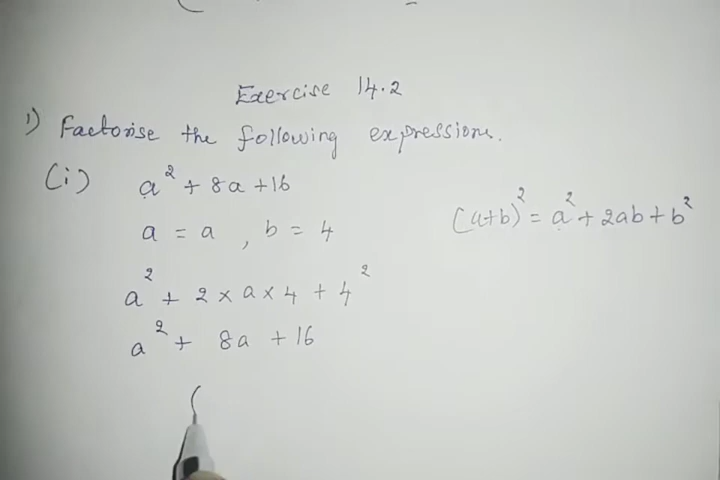 Exercise 14.2
1) Factorise the following expressions.
(i) a² + 8a + 16
a = a , b = 4
(a+b)² = a² + 2ab + b²
a² + 2 × a × 4 + 4²
a² + 8a + 16
(